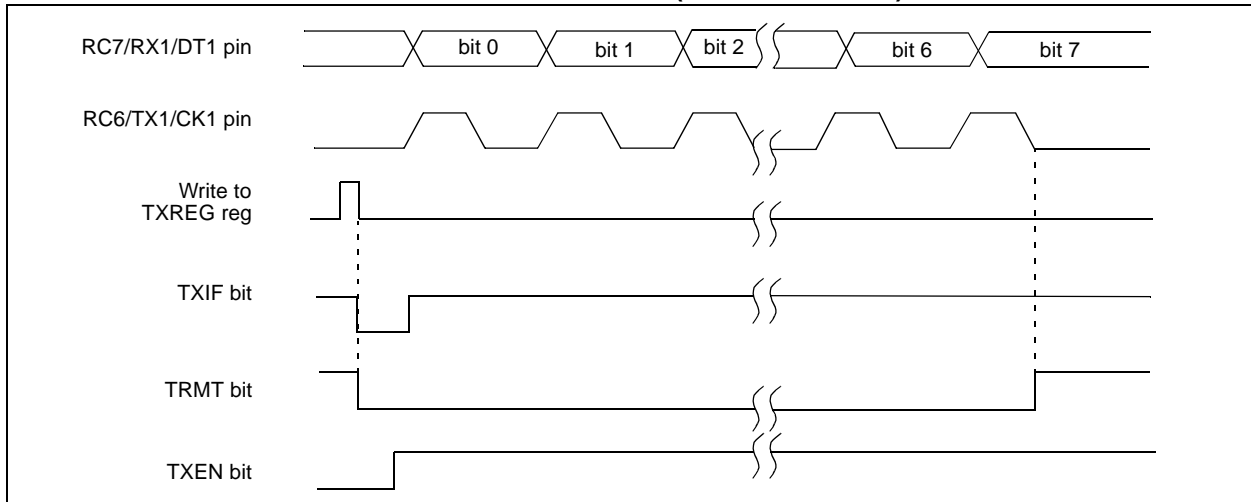 RC7/RX1/DT1 pin
bit 0
bit 1
bit 2
bit 6
bit 7
RC6/TX1/CK1 pin
Write to
TXREG reg
TXIF bit
TRMT bit
TXEN bit